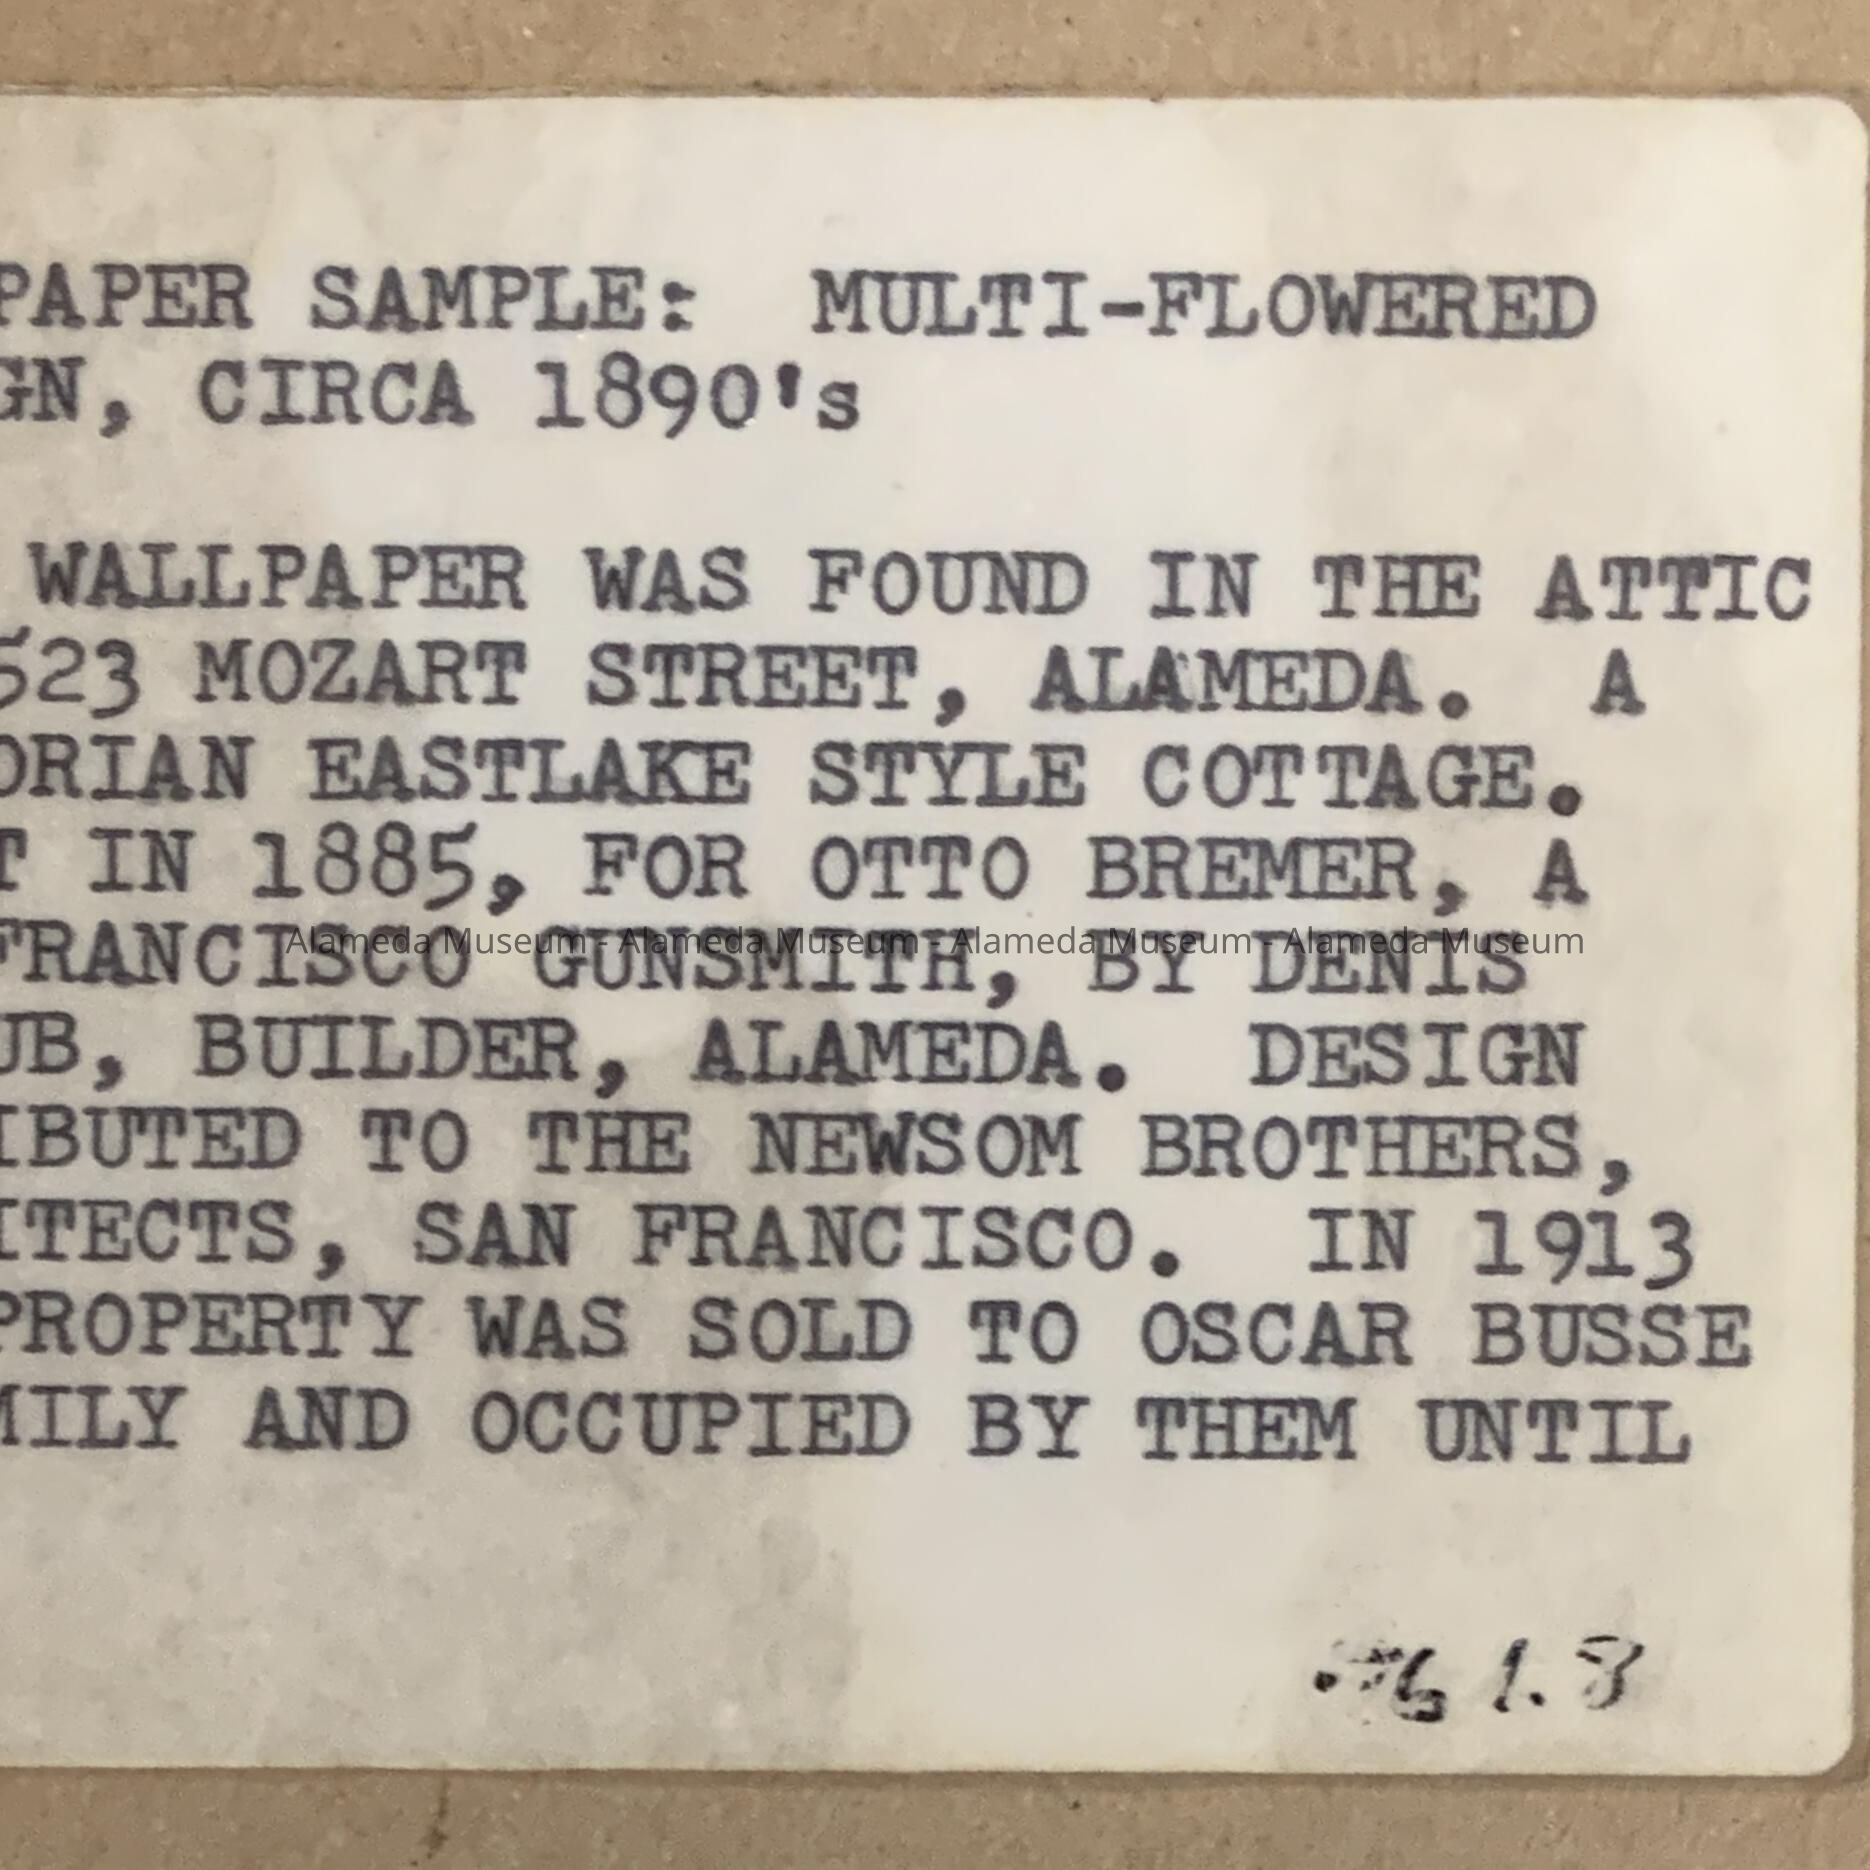 PAPER SAMPLE: MULTI-FLOWERED
GN, CIRCA 1890's
WALLPAPER WAS FOUND IN THE ATTIC
523 MOZART STREET, ALAMEDA. A
ORIAN EASTLAKE STYLE COTTAGE.
T IN 1885, FOR OTTO BREMER, A
FRANCISCO GUNSMITH, BY DENIS
Alameda Museum - Alameda Museum - Alameda Museum - Alameda Museum
UB, BUILDER, ALAMEDA. DESIGN
IBUTED TO THE NEWSOM BROTHERS,
ITECTS, SAN FRANCISCO. IN 1913
PROPERTY WAS SOLD TO OSCAR BUSSE
MILY AND OCCUPIED BY THEM UNTIL